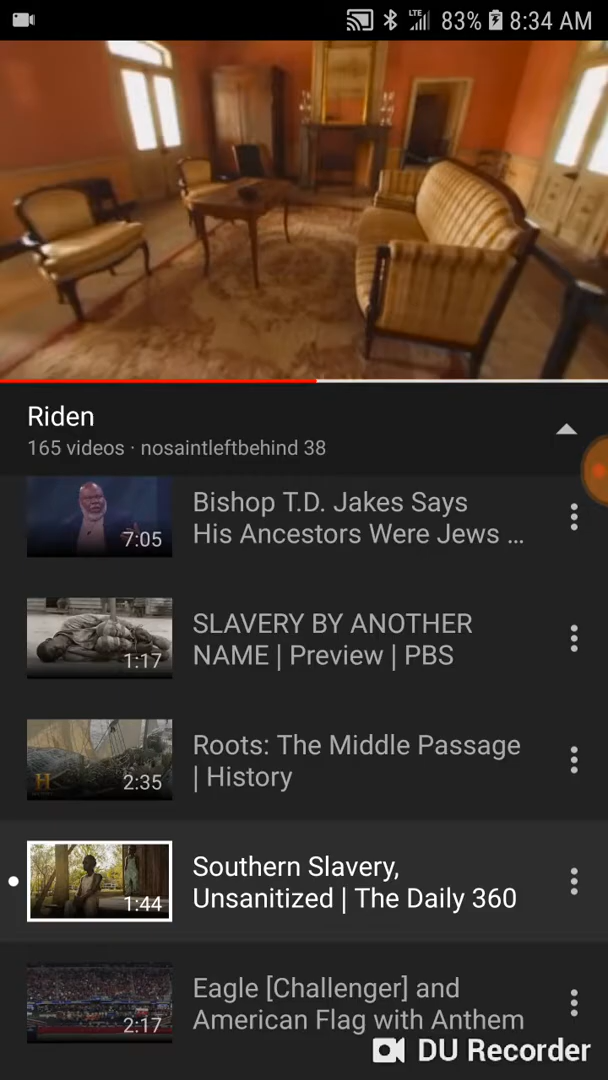 LTE 83% 8:34 AM
Riden
165 videos · nosaintleftbehind 38
Bishop T.D. Jakes Says
His Ancestors Were Jews ...
7:05
SLAVERY BY ANOTHER
NAME | Preview | PBS
1:17
Roots: The Middle Passage
| History
H 2:35
Southern Slavery,
Unsanitized | The Daily 360
1:44
Eagle [Challenger] and
American Flag with Anthem
2:17
DU Recorder